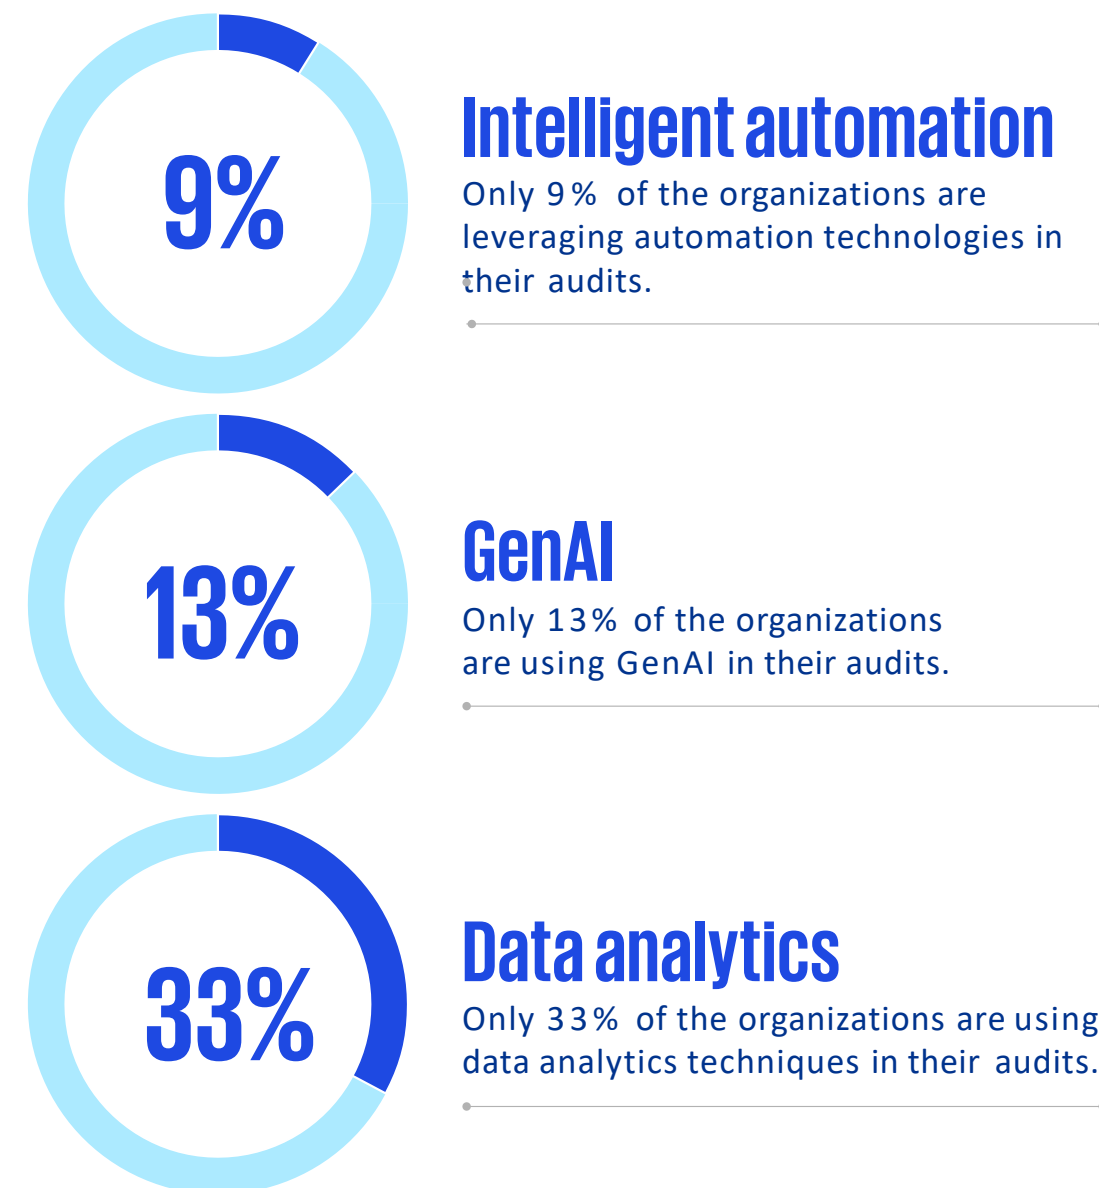 9%
Intelligent automation
Only 9% of the organizations are
leveraging automation technologies in
their audits.
13%
GenAI
Only 13% of the organizations
are using GenAI in their audits.
33%
Data analytics
Only 33% of the organizations are using
data analytics techniques in their audits.